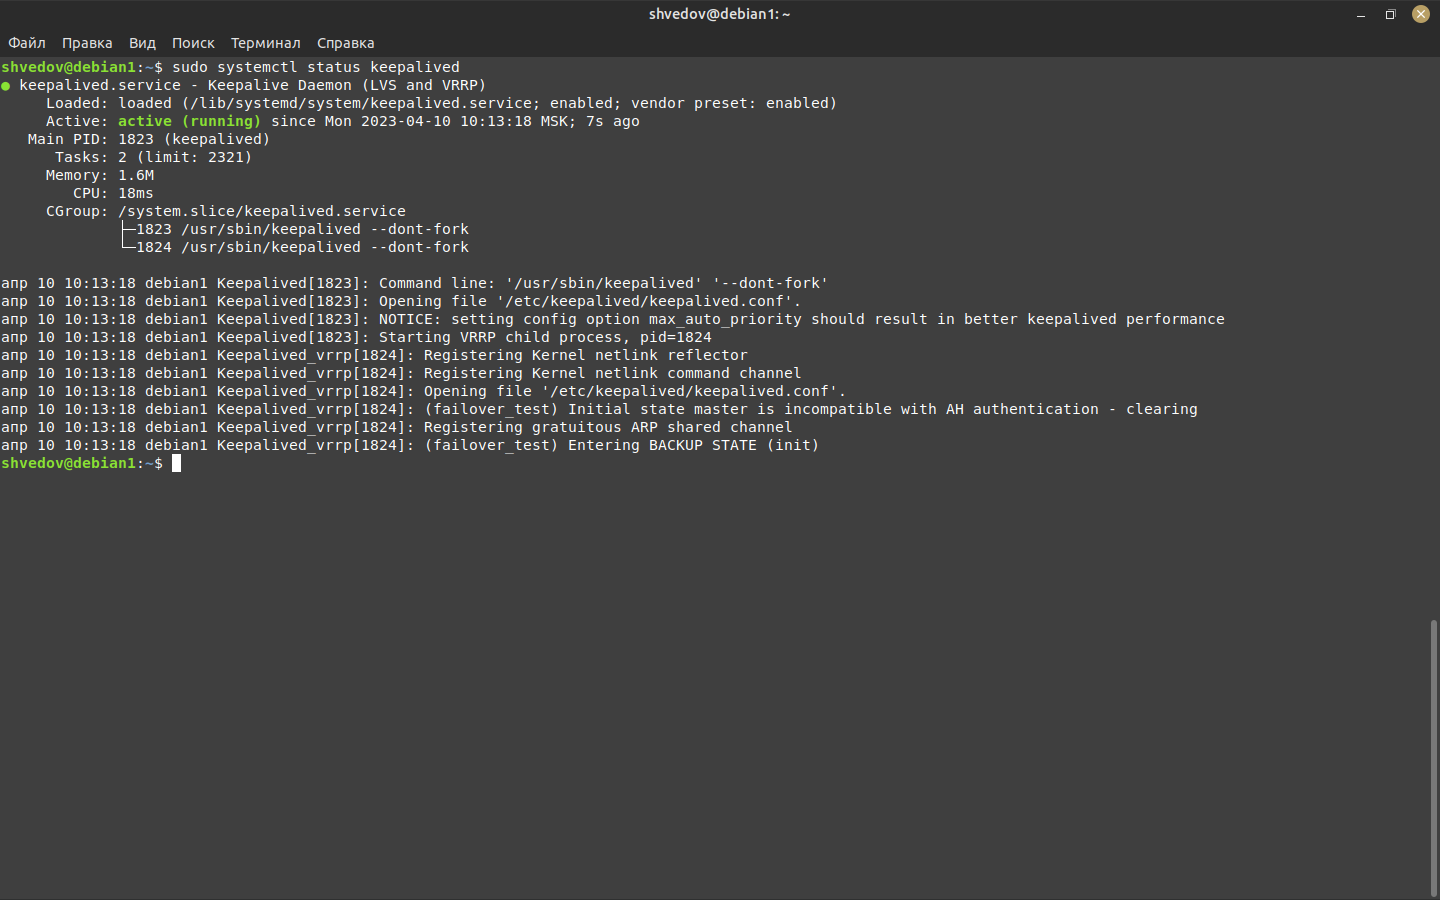 shvedov@debian1: ~
Файл Правка Вид Поиск Терминал Справка
shvedov@debian1:~$ sudo systemctl status keepalived
● keepalived.service - Keepalive Daemon (LVS and VRRP)
     Loaded: loaded (/lib/systemd/system/keepalived.service; enabled; vendor preset: enabled)
     Active: active (running) since Mon 2023-04-10 10:13:18 MSK; 7s ago
   Main PID: 1823 (keepalived)
      Tasks: 2 (limit: 2321)
     Memory: 1.6M
        CPU: 18ms
     CGroup: /system.slice/keepalived.service
             ├─1823 /usr/sbin/keepalived --dont-fork
             └─1824 /usr/sbin/keepalived --dont-fork
апр 10 10:13:18 debian1 Keepalived[1823]: Command line: '/usr/sbin/keepalived' '--dont-fork'
апр 10 10:13:18 debian1 Keepalived[1823]: Opening file '/etc/keepalived/keepalived.conf'.
апр 10 10:13:18 debian1 Keepalived[1823]: NOTICE: setting config option max_auto_priority should result in better keepalived performance
апр 10 10:13:18 debian1 Keepalived[1823]: Starting VRRP child process, pid=1824
апр 10 10:13:18 debian1 Keepalived_vrrp[1824]: Registering Kernel netlink reflector
апр 10 10:13:18 debian1 Keepalived_vrrp[1824]: Registering Kernel netlink command channel
апр 10 10:13:18 debian1 Keepalived_vrrp[1824]: Opening file '/etc/keepalived/keepalived.conf'.
апр 10 10:13:18 debian1 Keepalived_vrrp[1824]: (failover_test) Initial state master is incompatible with AH authentication - clearing
апр 10 10:13:18 debian1 Keepalived_vrrp[1824]: Registering gratuitous ARP shared channel
апр 10 10:13:18 debian1 Keepalived_vrrp[1824]: (failover_test) Entering BACKUP STATE (init)
shvedov@debian1:~$